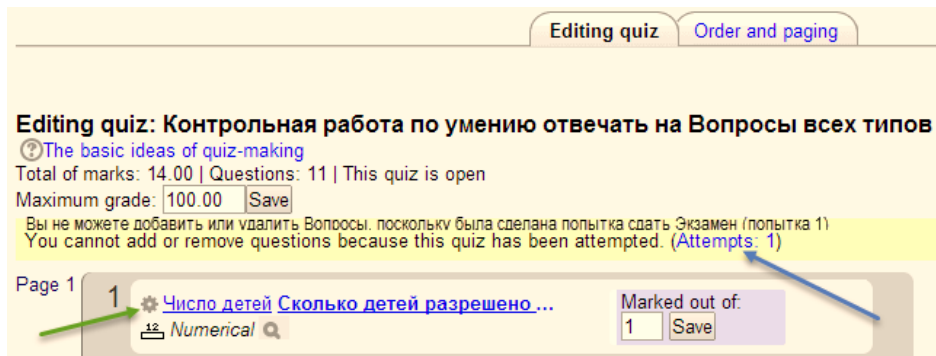 Editing quiz Order and paging
Editing quiz: Контрольная работа по умению отвечать на Вопросы всех типов
The basic ideas of quiz-making
Total of marks: 14.00 | Questions: 11 | This quiz is open
Maximum grade: 100.00 Save
Вы не можете добавить или удалить Вопросы, поскольку была сделана попытка сдать Экзамен (попытка 1)
You cannot add or remove questions because this quiz has been attempted. (Attempts: 1)
Page 1
1 Число детей Сколько детей разрешено ... Marked out of:
12 Numerical 1 Save